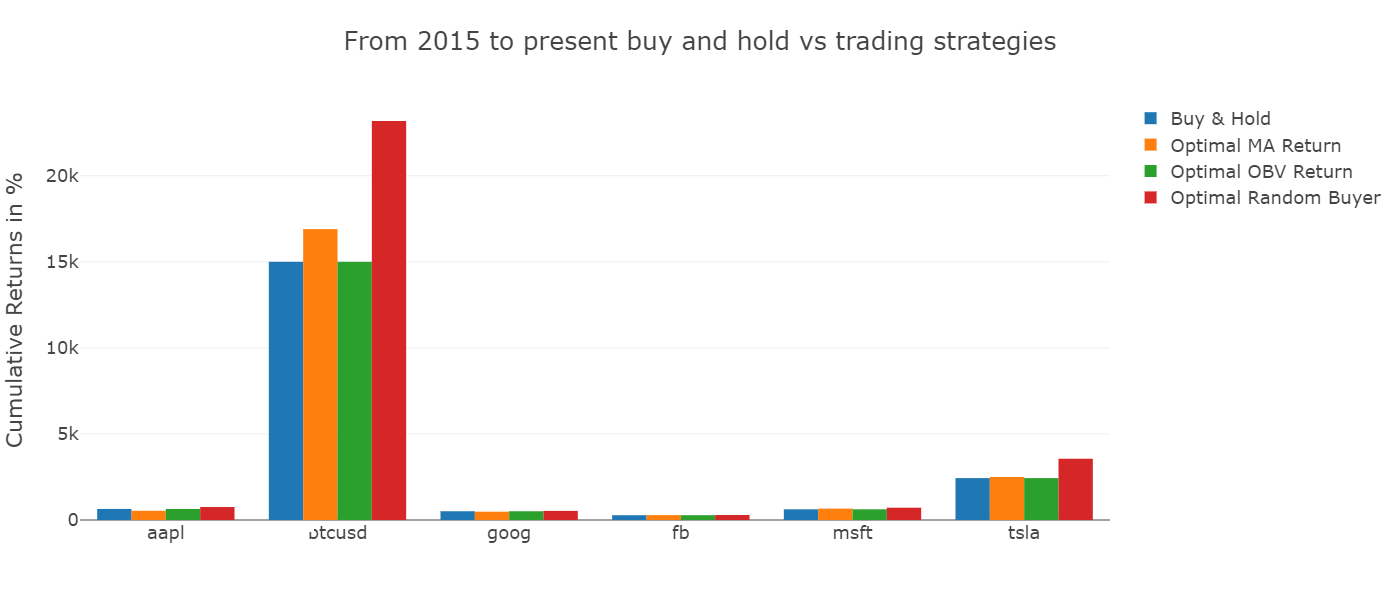 From 2015 to present buy and hold vs trading strategies
Cumulative Returns in %
20k
15k
10k
5k
0
aapl
ɔtcusd
goog
fb
msft
tsla
Buy & Hold
Optimal MA Return
Optimal OBV Return
Optimal Random Buyer